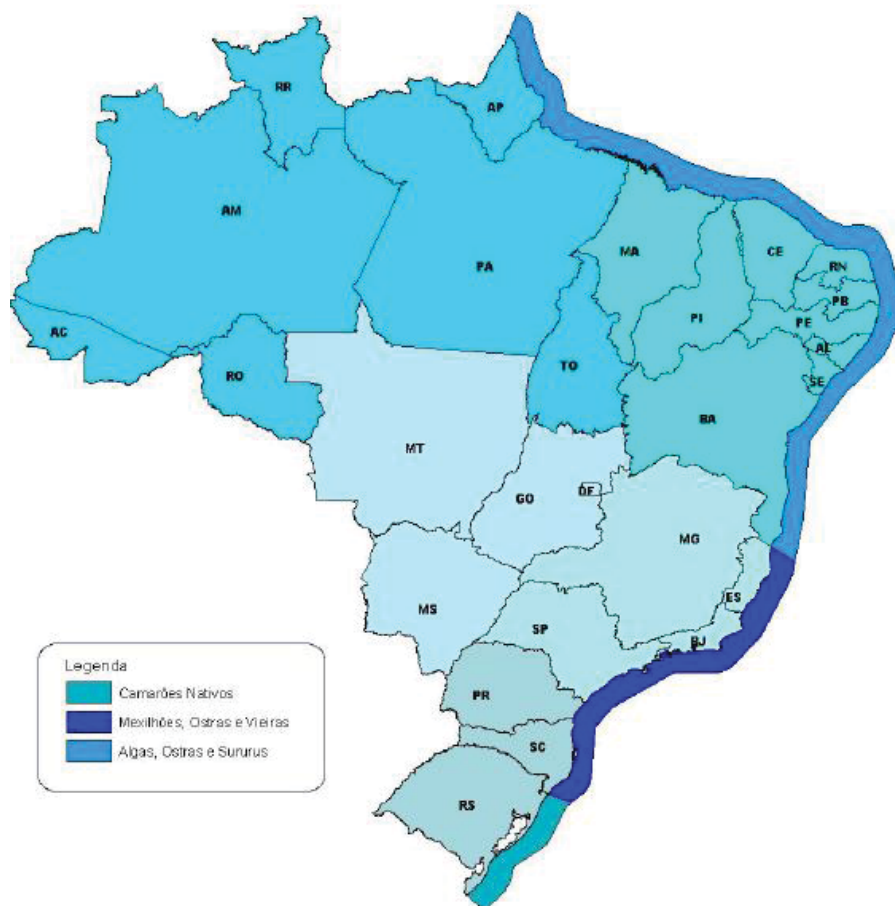 RR
AP
AM
PA
MA
CE
RN
PB
PI
PE
AC
AL
TO
SE
RO
BA
MT
GO
DF
MG
ES
MS
SP
RJ
Legenda
Camarões Nativos
PR
Mexilhões, Ostras e Vieiras
SC
Algas, Ostras e Sururus
RS